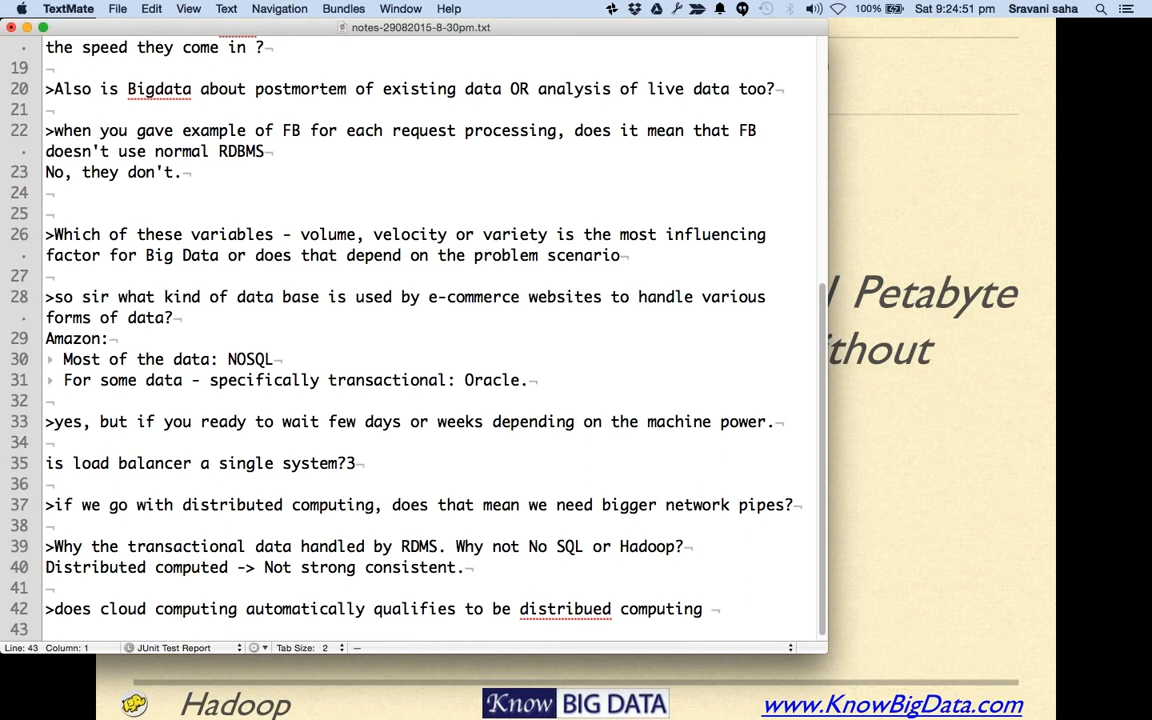 TextMate File Edit View Text Navigation Bundles Window Help 100% Sat 9:24:51 pm Sravani saha
notes-29082015-8-30pm.txt
the speed they come in ?
19
20 >Also is Bigdata about postmortem of existing data OR analysis of live data too?
21
22 >when you gave example of FB for each request processing, does it mean that FB
doesn't use normal RDBMS
23 No, they don't.
24
25
26 >Which of these variables - volume, velocity or variety is the most influencing
factor for Big Data or does that depend on the problem scenario
27
28 >so sir what kind of data base is used by e-commerce websites to handle various
forms of data?
29 Amazon:
30 Most of the data: NOSQL
31 For some data - specifically transactional: Oracle.
32
33 >yes, but if you ready to wait few days or weeks depending on the machine power.
34
35 is load balancer a single system?3
36
37 >if we go with distributed computing, does that mean we need bigger network pipes?
38
39 >Why the transactional data handled by RDMS. Why not No SQL or Hadoop?
40 Distributed computed -> Not strong consistent.
41
42 >does cloud computing automatically qualifies to be distribued computing
43
Line: 43 Column: 1 JUnit Test Report Tab Size: 2 —
Petabyte
ithout
Hadoop
Know BIG DATA
www.KnowBigData.com